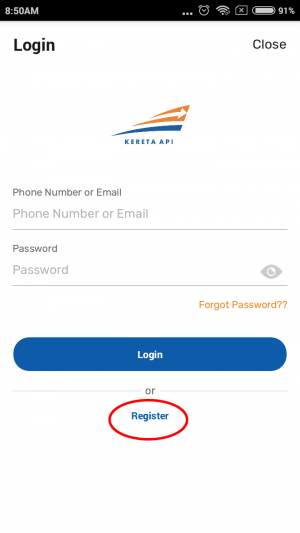 8:50AM ... 91%
Login Close
KERETA API
Phone Number or Email
Phone Number or Email
Password
Password
Forgot Password??
Login
or
Register